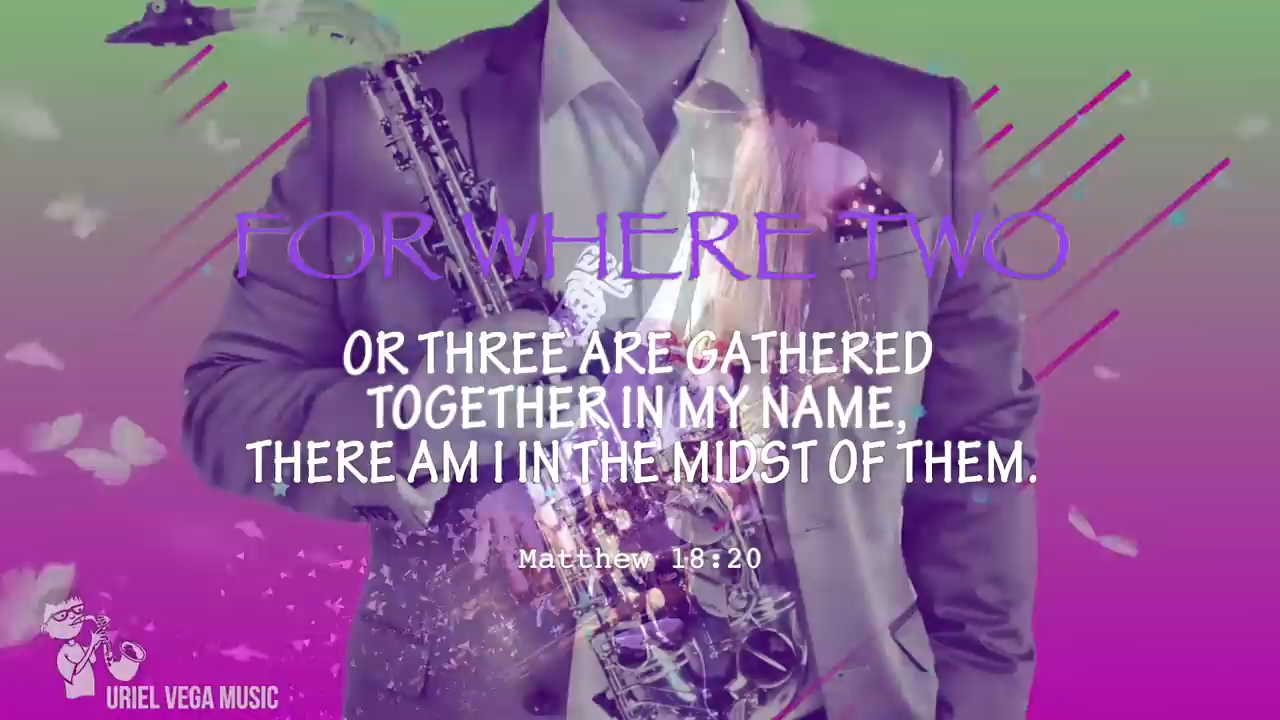 FOR WHERE TWO
OR THREE ARE GATHERED
TOGETHER IN MY NAME,
THERE AM I IN THE MIDST OF THEM.
Matthew 18:20
URIEL VEGA MUSIC